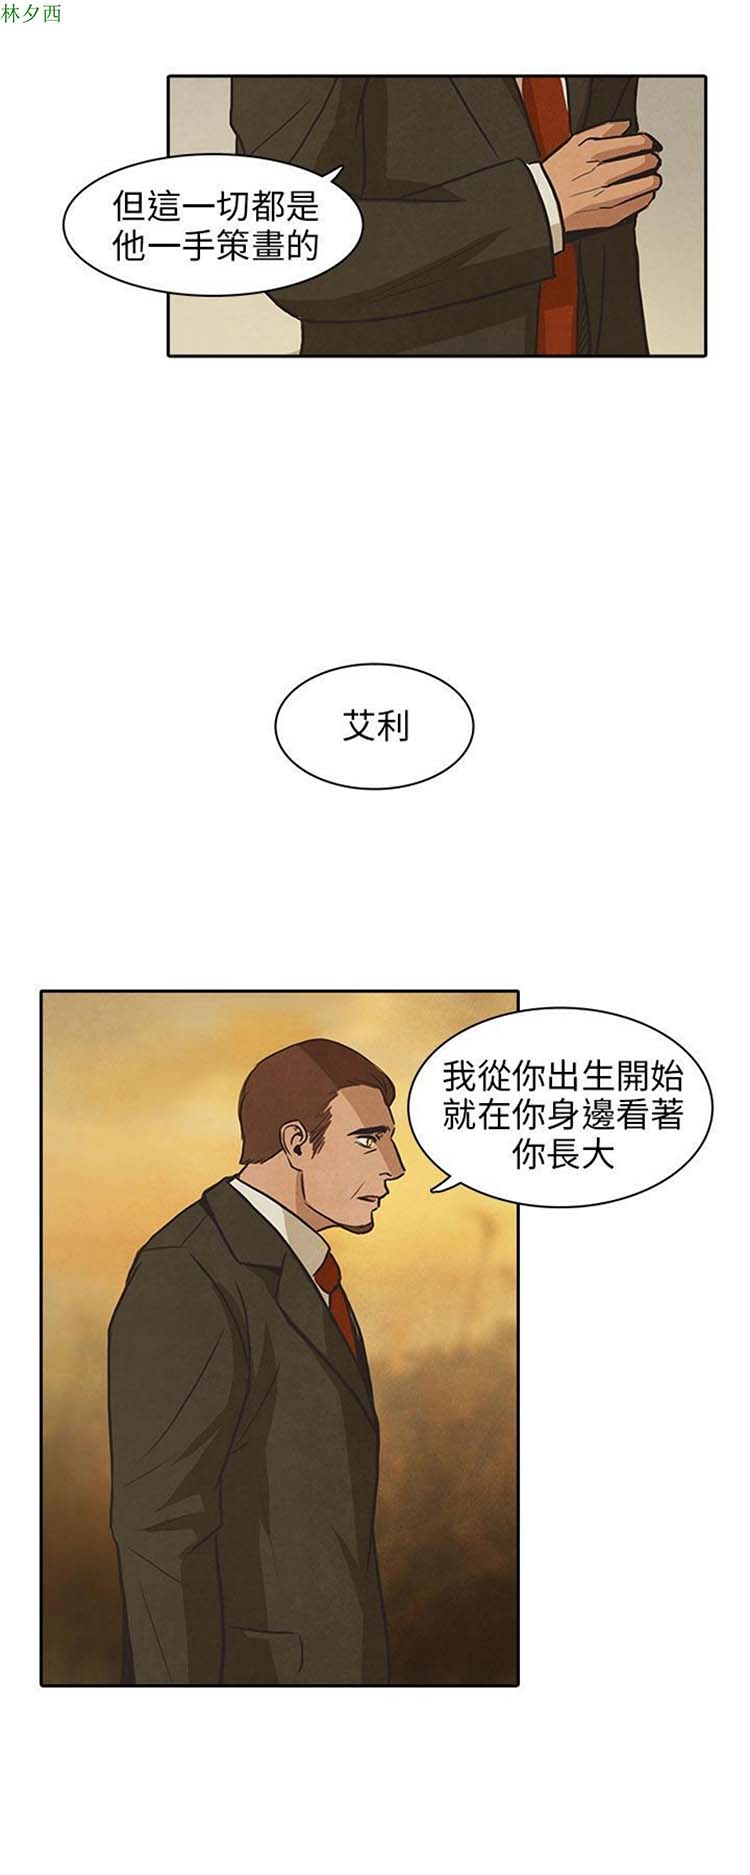 林夕西
但這一切都是
他一手策畫的
艾利
我從你出生開始
就在你身邊看著
你長大